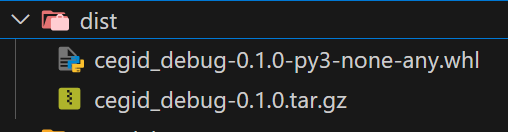 dist
cegid_debug-0.1.0-py3-none-any.whl
cegid_debug-0.1.0.tar.gz